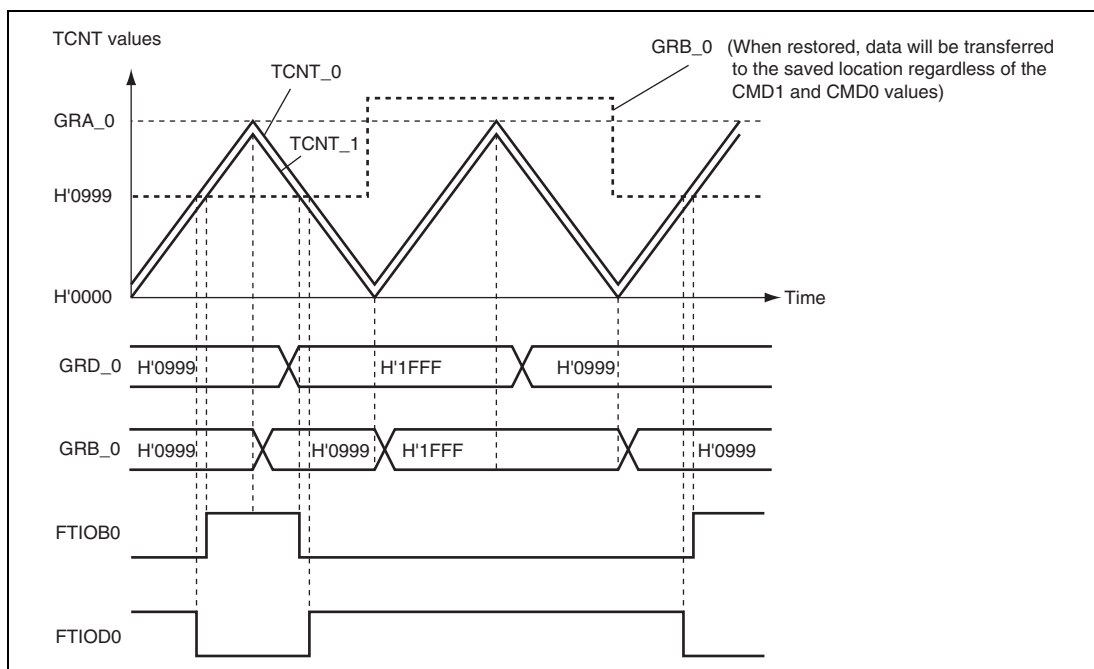 TCNT values
GRB_0 (When restored, data will be transferred
to the saved location regardless of the
CMD1 and CMD0 values)
TCNT_0
GRA_0
TCNT_1
H'0999
H'0000
Time
GRD_0 H'0999 H'1FFF H'0999
GRB_0 H'0999 H'0999 H'1FFF H'0999
FTIOB0
FTIOD0